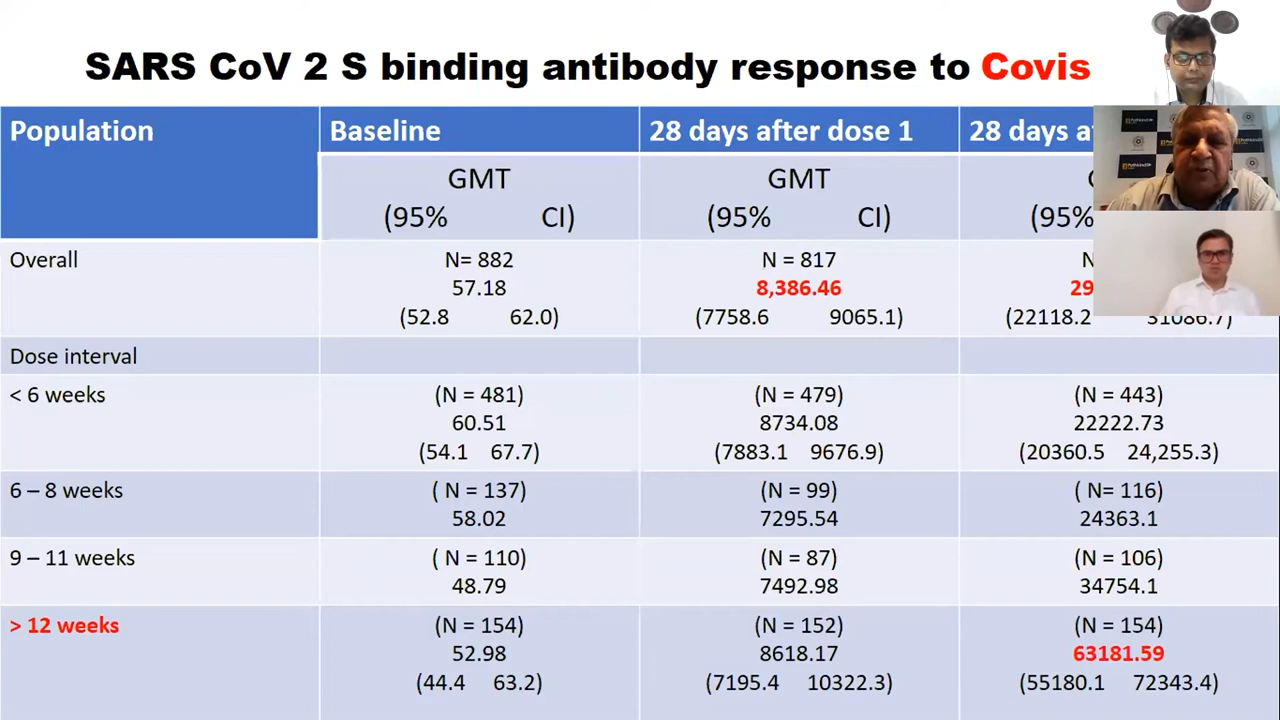 SARS CoV 2 S binding antibody response to Covis
Population
Baseline
28 days after dose 1
28 days
GMT
(95% CI)
GMT
(95% CI)
(95%
Overall
N= 882
57.18
(52.8 62.0)
N = 817
8,386.46
(7758.6 9065.1)
N
29
(22118.2 31086.7)
Dose interval
< 6 weeks
(N = 481)
60.51
(54.1 67.7)
(N = 479)
8734.08
(7883.1 9676.9)
(N = 443)
22222.73
(20360.5 24,255.3)
6 – 8 weeks
( N = 137)
58.02
(N = 99)
7295.54
( N= 116)
24363.1
9 – 11 weeks
( N = 110)
48.79
(N = 87)
7492.98
(N = 106)
34754.1
> 12 weeks
(N = 154)
52.98
(44.4 63.2)
(N = 152)
8618.17
(7195.4 10322.3)
(N = 154)
63181.59
(55180.1 72343.4)